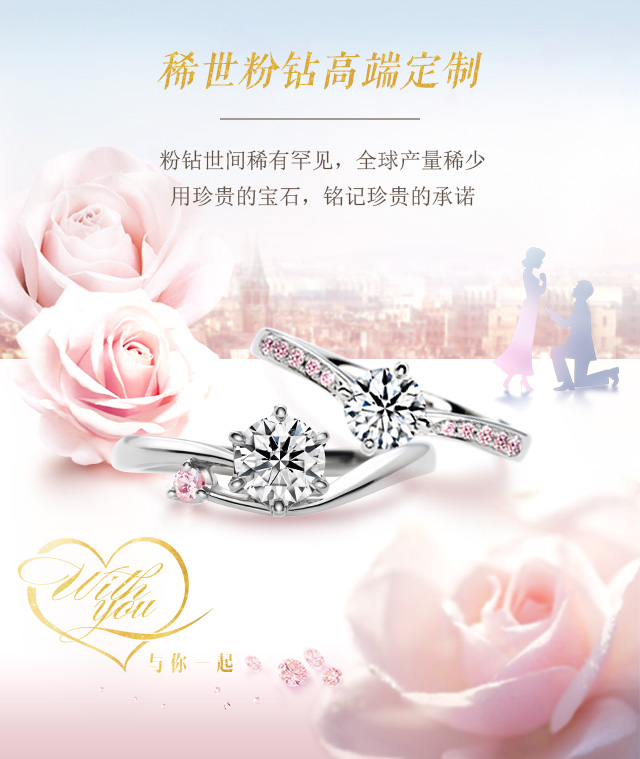 稀世粉钻高端定制
粉钻世间稀有罕见，全球产量稀少
用珍贵的宝石，铭记珍贵的承诺
With
you
与你一起